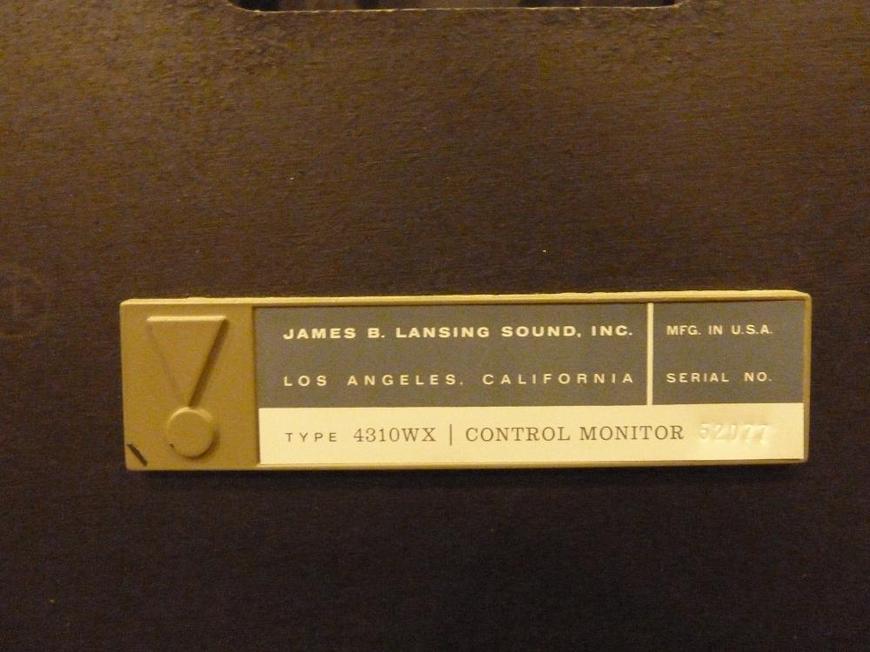 JAMES B. LANSING SOUND, INC.
LOS ANGELES, CALIFORNIA
MFG. IN U.S.A.
SERIAL NO.
TYPE 4310WX | CONTROL MONITOR